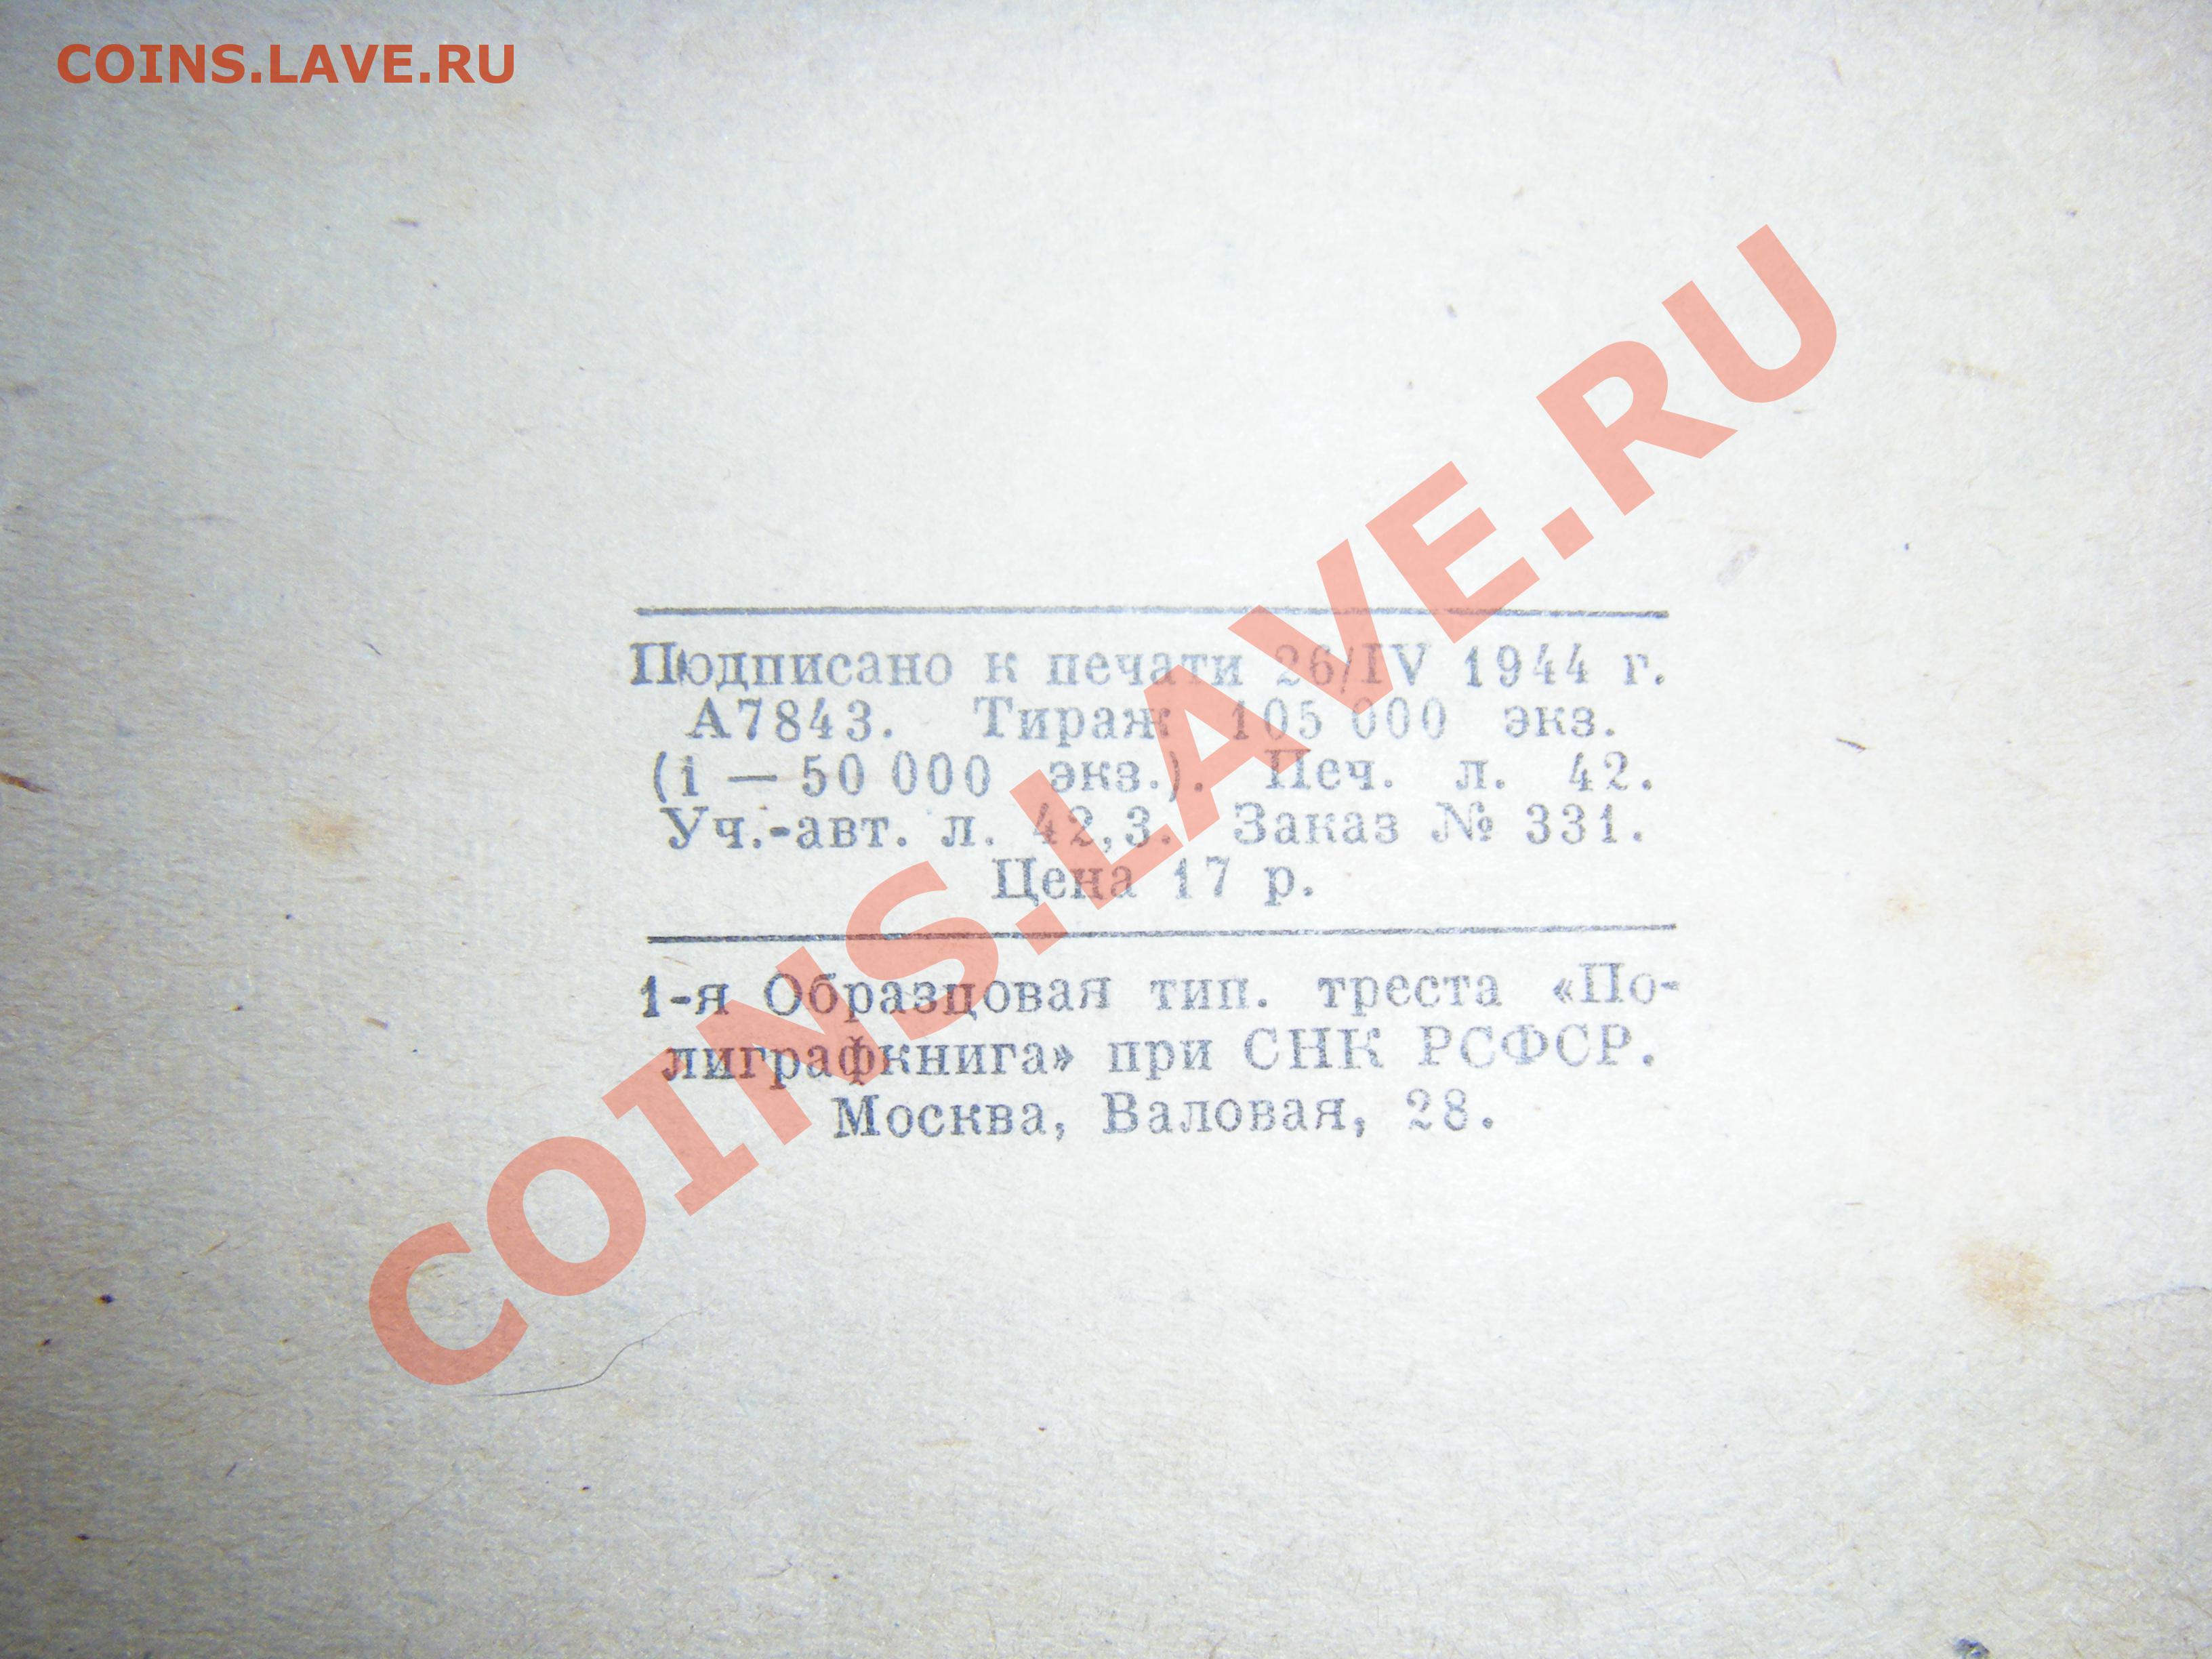 COINS.LAVE.RU
COINS.LAVE.RU
Подписано к печати 26/IV 1944 г.
А7843. Тираж 105 000 экз.
(1 — 50 000 экз.). Печ. л. 42.
Уч.-авт. л. 42,3. Заказ № 331.
Цена 17 р.
1-я Образцовая тип. треста «По-
лиграфкнига» при СНК РСФСР.
Москва, Валовая, 28.